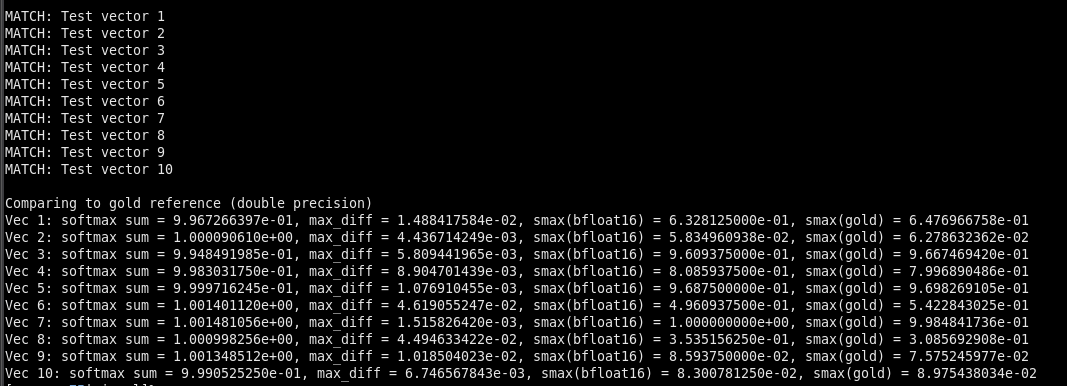 MATCH: Test vector 1
MATCH: Test vector 2
MATCH: Test vector 3
MATCH: Test vector 4
MATCH: Test vector 5
MATCH: Test vector 6
MATCH: Test vector 7
MATCH: Test vector 8
MATCH: Test vector 9
MATCH: Test vector 10
Comparing to gold reference (double precision)
Vec 1: softmax sum = 9.967266397e-01, max_diff = 1.488417584e-02, smax(bfloat16) = 6.328125000e-01, smax(gold) = 6.476966758e-01
Vec 2: softmax sum = 1.000090610e+00, max_diff = 4.436714249e-03, smax(bfloat16) = 5.834960938e-02, smax(gold) = 6.278632362e-02
Vec 3: softmax sum = 9.948491985e-01, max_diff = 5.809441965e-03, smax(bfloat16) = 9.609375000e-01, smax(gold) = 9.667469420e-01
Vec 4: softmax sum = 9.983031750e-01, max_diff = 8.904701439e-03, smax(bfloat16) = 8.085937500e-01, smax(gold) = 7.996890486e-01
Vec 5: softmax sum = 9.999716245e-01, max_diff = 1.076910455e-03, smax(bfloat16) = 9.687500000e-01, smax(gold) = 9.698269105e-01
Vec 6: softmax sum = 1.001401120e+00, max_diff = 4.619055247e-02, smax(bfloat16) = 4.960937500e-01, smax(gold) = 5.422843025e-01
Vec 7: softmax sum = 1.001481056e+00, max_diff = 1.515826420e-03, smax(bfloat16) = 1.000000000e+00, smax(gold) = 9.984841736e-01
Vec 8: softmax sum = 1.000998256e+00, max_diff = 4.494633422e-02, smax(bfloat16) = 3.535156250e-01, smax(gold) = 3.085692908e-01
Vec 9: softmax sum = 1.001348512e+00, max_diff = 1.018504023e-02, smax(bfloat16) = 8.593750000e-02, smax(gold) = 7.575245977e-02
Vec 10: softmax sum = 9.990525250e-01, max_diff = 6.746567843e-03, smax(bfloat16) = 8.300781250e-02, smax(gold) = 8.975438034e-02